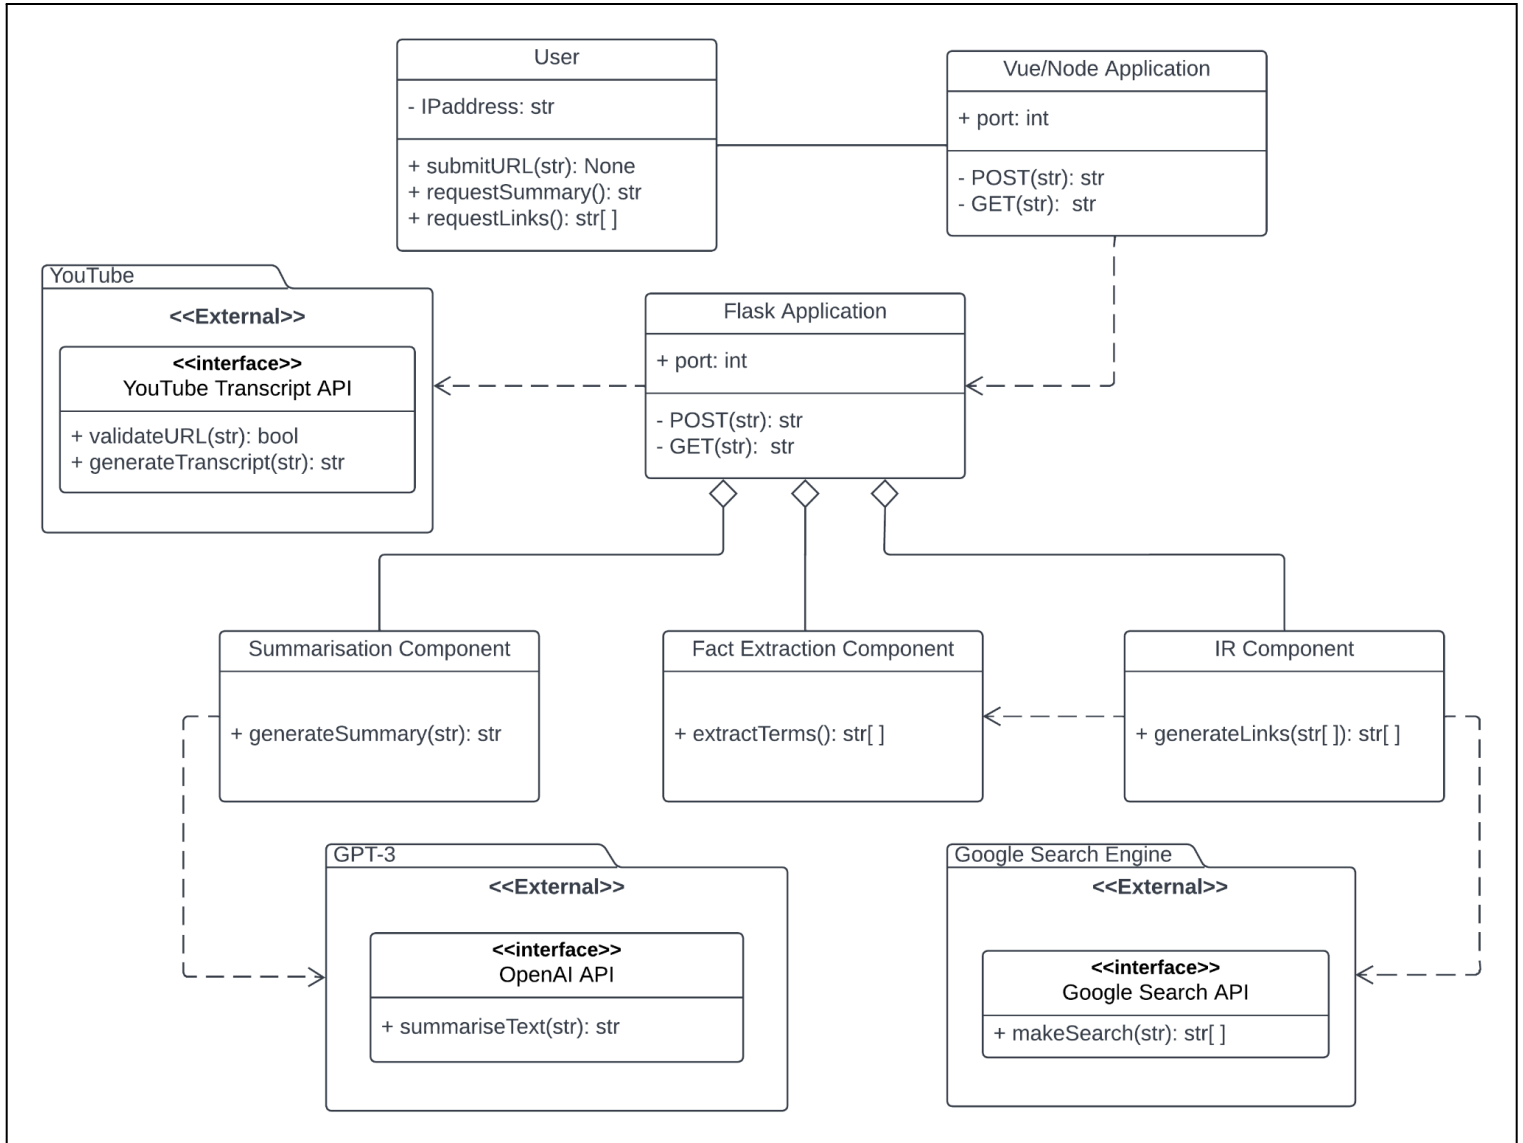 User
- IPaddress: str
+ submitURL(str): None
+ requestSummary(): str
+ requestLinks(): str[ ]
Vue/Node Application
+ port: int
- POST(str): str
- GET(str):  str
YouTube
<<External>>
<<interface>>
YouTube Transcript API
+ validateURL(str): bool
+ generateTranscript(str): str
Flask Application
+ port: int
- POST(str): str
- GET(str):  str
Summarisation Component
+ generateSummary(str): str
Fact Extraction Component
+ extractTerms(): str[ ]
IR Component
+ generateLinks(str[ ]): str[ ]
GPT-3
<<External>>
<<interface>>
OpenAI API
+ summariseText(str): str
Google Search Engine
<<External>>
<<interface>>
Google Search API
+ makeSearch(str): str[ ]